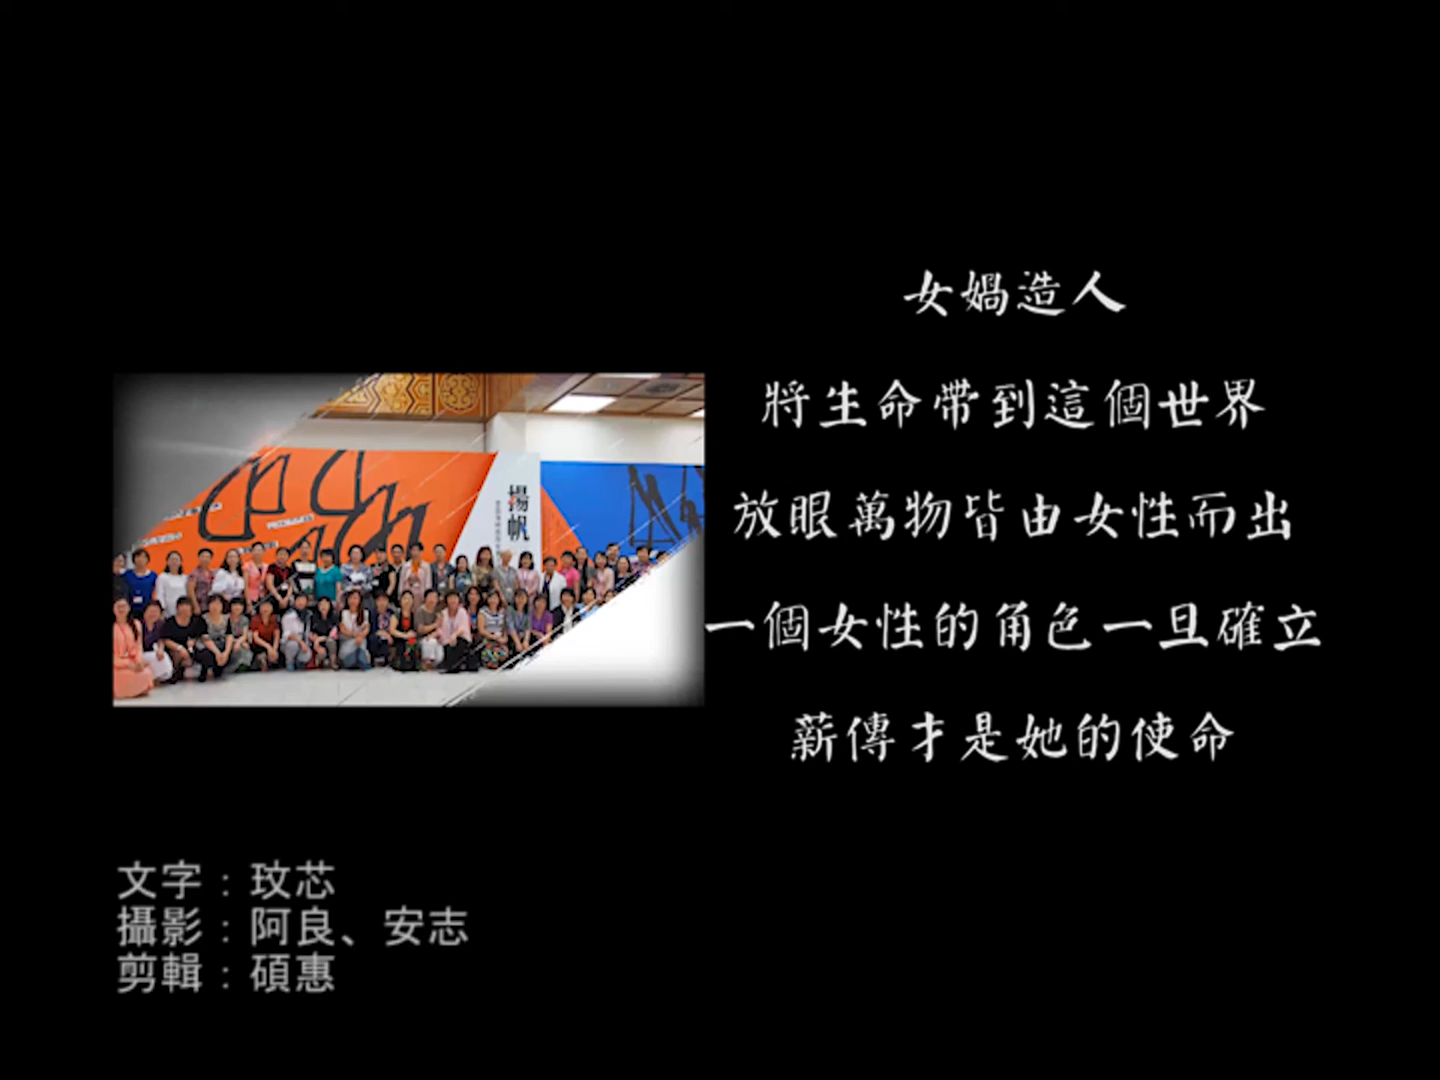 女媧造人
將生命帶到這個世界
放眼萬物皆由女性而出
一個女性的角色一旦確立
薪傳才是她的使命
揚帆
文字：玟芯
攝影：阿良、安志
剪輯：碩惠